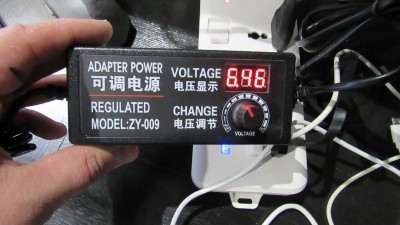 ADAPTER POWER
可调电源
REGULATED
MODEL:ZY-009
VOLTAGE
电压显示
6.46
CHANGE
电压调节
VOLTAGE